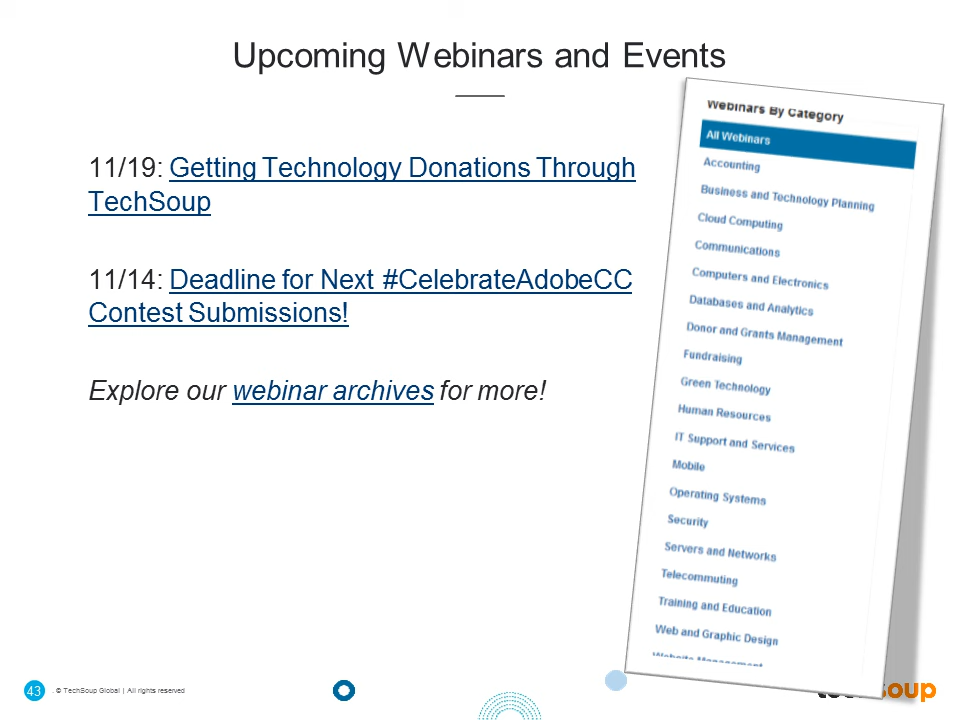 Upcoming Webinars and Events
11/19: Getting Technology Donations Through
TechSoup
11/14: Deadline for Next #CelebrateAdobeCC
Contest Submissions!
Explore our webinar archives for more!
Webinars By Category
All Webinars
Accounting
Business and Technology Planning
Cloud Computing
Communications
Computers and Electronics
Databases and Analytics
Donor and Grants Management
Fundraising
Green Technology
Human Resources
IT Support and Services
Mobile
Operating Systems
Security
Servers and Networks
Telecommuting
Training and Education
Web and Graphic Design
Website Management
43 . © TechSoup Global | All rights reserved
soup